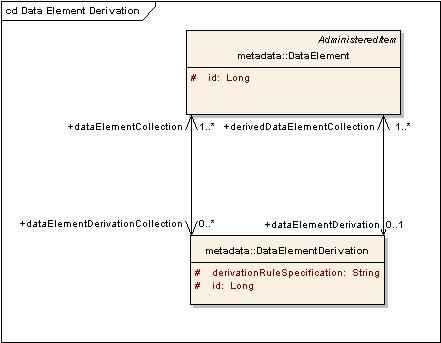 cd Data Element Derivation
AdministeredItem
metadata::DataElement
# id: Long
+dataElementCollection 1..* +derivedDataElementCollection 1..*
+dataElementDerivationCollection 0..* +dataElementDerivation 0..1
metadata::DataElementDerivation
# derivationRuleSpecification: String
# id: Long